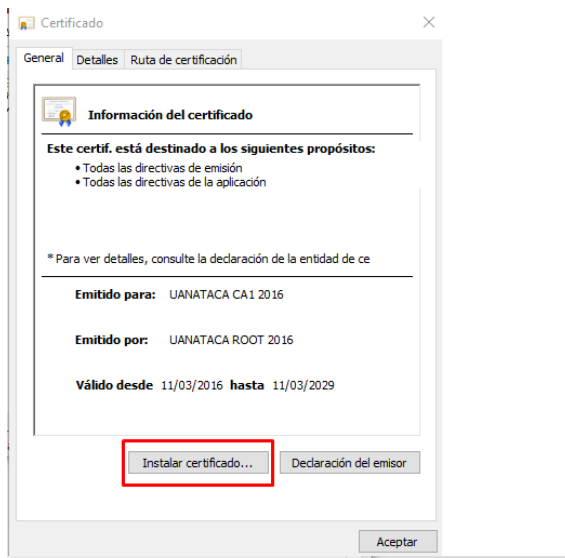 Certificado
General Detalles Ruta de certificación
Información del certificado
Este certif. está destinado a los siguientes propósitos:
• Todas las directivas de emisión
• Todas las directivas de la aplicación
* Para ver detalles, consulte la declaración de la entidad de ce
Emitido para: UANATACA CA1 2016
Emitido por: UANATACA ROOT 2016
Válido desde 11/03/2016 hasta 11/03/2029
Instalar certificado... Declaración del emisor
Aceptar